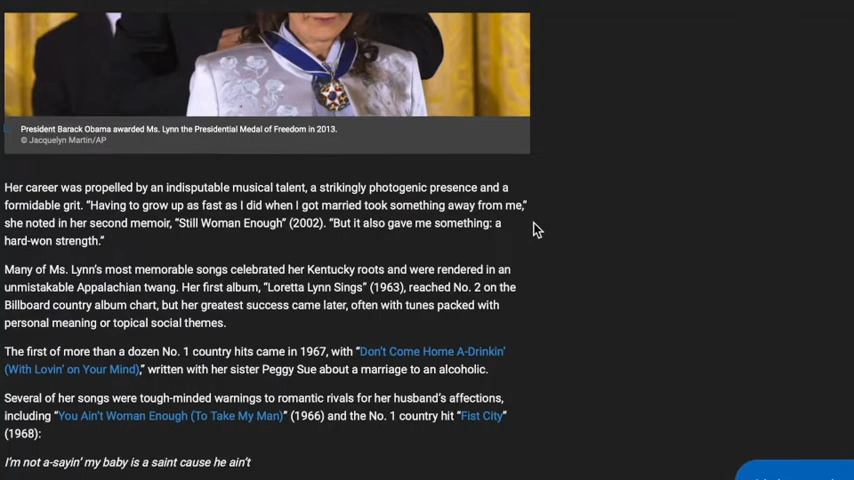 President Barack Obama awarded Ms. Lynn the Presidential Medal of Freedom in 2013.
© Jacquelyn Martin/AP
Her career was propelled by an indisputable musical talent, a strikingly photogenic presence and a
formidable grit. “Having to grow up as fast as I did when I got married took something away from me,”
she noted in her second memoir, “Still Woman Enough” (2002). “But it also gave me something: a
hard-won strength.”
Many of Ms. Lynn’s most memorable songs celebrated her Kentucky roots and were rendered in an
unmistakable Appalachian twang. Her first album, “Loretta Lynn Sings” (1963), reached No. 2 on the
Billboard country album chart, but her greatest success came later, often with tunes packed with
personal meaning or topical social themes.
The first of more than a dozen No. 1 country hits came in 1967, with “Don’t Come Home A-Drinkin’
(With Lovin’ on Your Mind),” written with her sister Peggy Sue about a marriage to an alcoholic.
Several of her songs were tough-minded warnings to romantic rivals for her husband’s affections,
including “You Ain’t Woman Enough (To Take My Man)” (1966) and the No. 1 country hit “Fist City”
(1968):
I’m not a-sayin’ my baby is a saint cause he ain’t